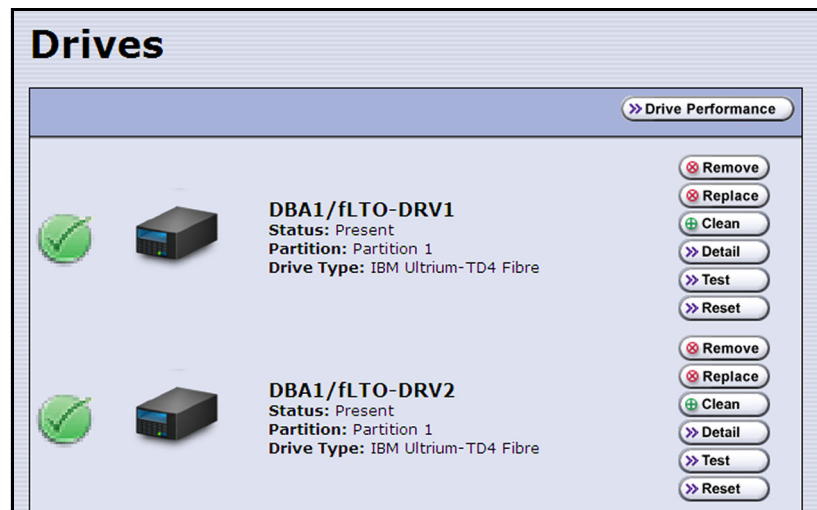 Drives
Drive Performance
Remove
Replace
DBA1/fLTO-DRV1
Clean
Status: Present
Partition: Partition 1
Detail
Drive Type: IBM Ultrium-TD4 Fibre
Test
Reset
Remove
Replace
DBA1/fLTO-DRV2
Clean
Status: Present
Partition: Partition 1
Detail
Drive Type: IBM Ultrium-TD4 Fibre
Test
Reset